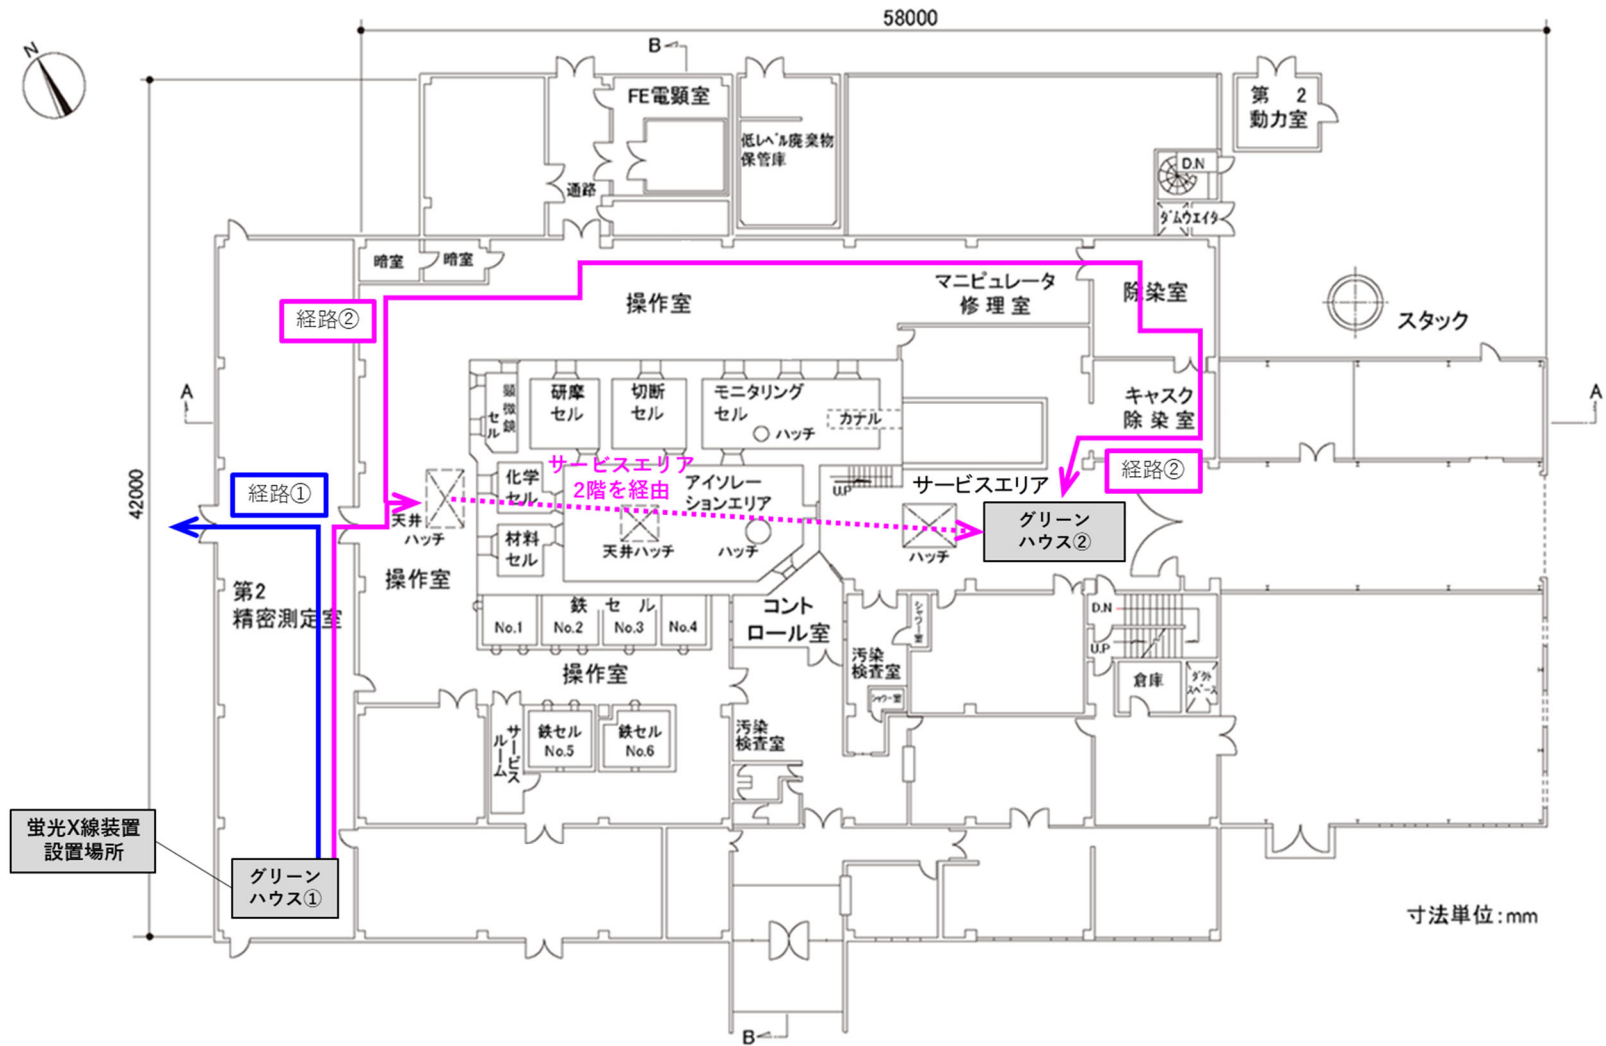 58000
N
B
FE電顕室
第 2
動力室
低レベル廃棄物
保管庫
D.N
通路
ダムウエイタ
暗室
暗室
マニピュレータ
修理室
除染室
操作室
経路②
スタック
A
A
顕微鏡
セル
研摩
セル
切断
セル
モニタリング
セル
カナル
ハッチ
キャスク
除染室
42000
経路①
化学
セル
サービスエリア
2階を経由
アイソレー
ションエリア
U.P
サービスエリア
経路②
天井
ハッチ
材料
セル
天井ハッチ
ハッチ
ハッチ
グリーン
ハウス②
操作室
第2
精密測定室
鉄 セ ル
No.1
No.2
No.3
No.4
コント
ロール室
シャワー室
D.N
U.P
汚染
検査室
操作室
シャワー室
倉庫
ダクト
スペース
サービス
ルーム
鉄セル
No.5
鉄セル
No.6
汚染
検査室
蛍光X線装置
設置場所
グリーン
ハウス①
寸法単位:mm
B